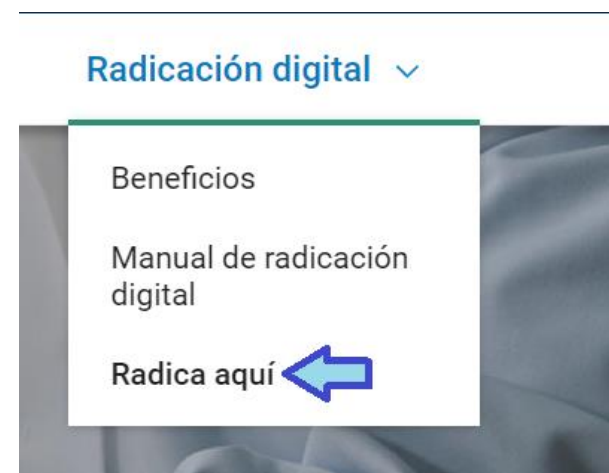 Radicación digital
Beneficios
Manual de radicación
digital
Radica aquí